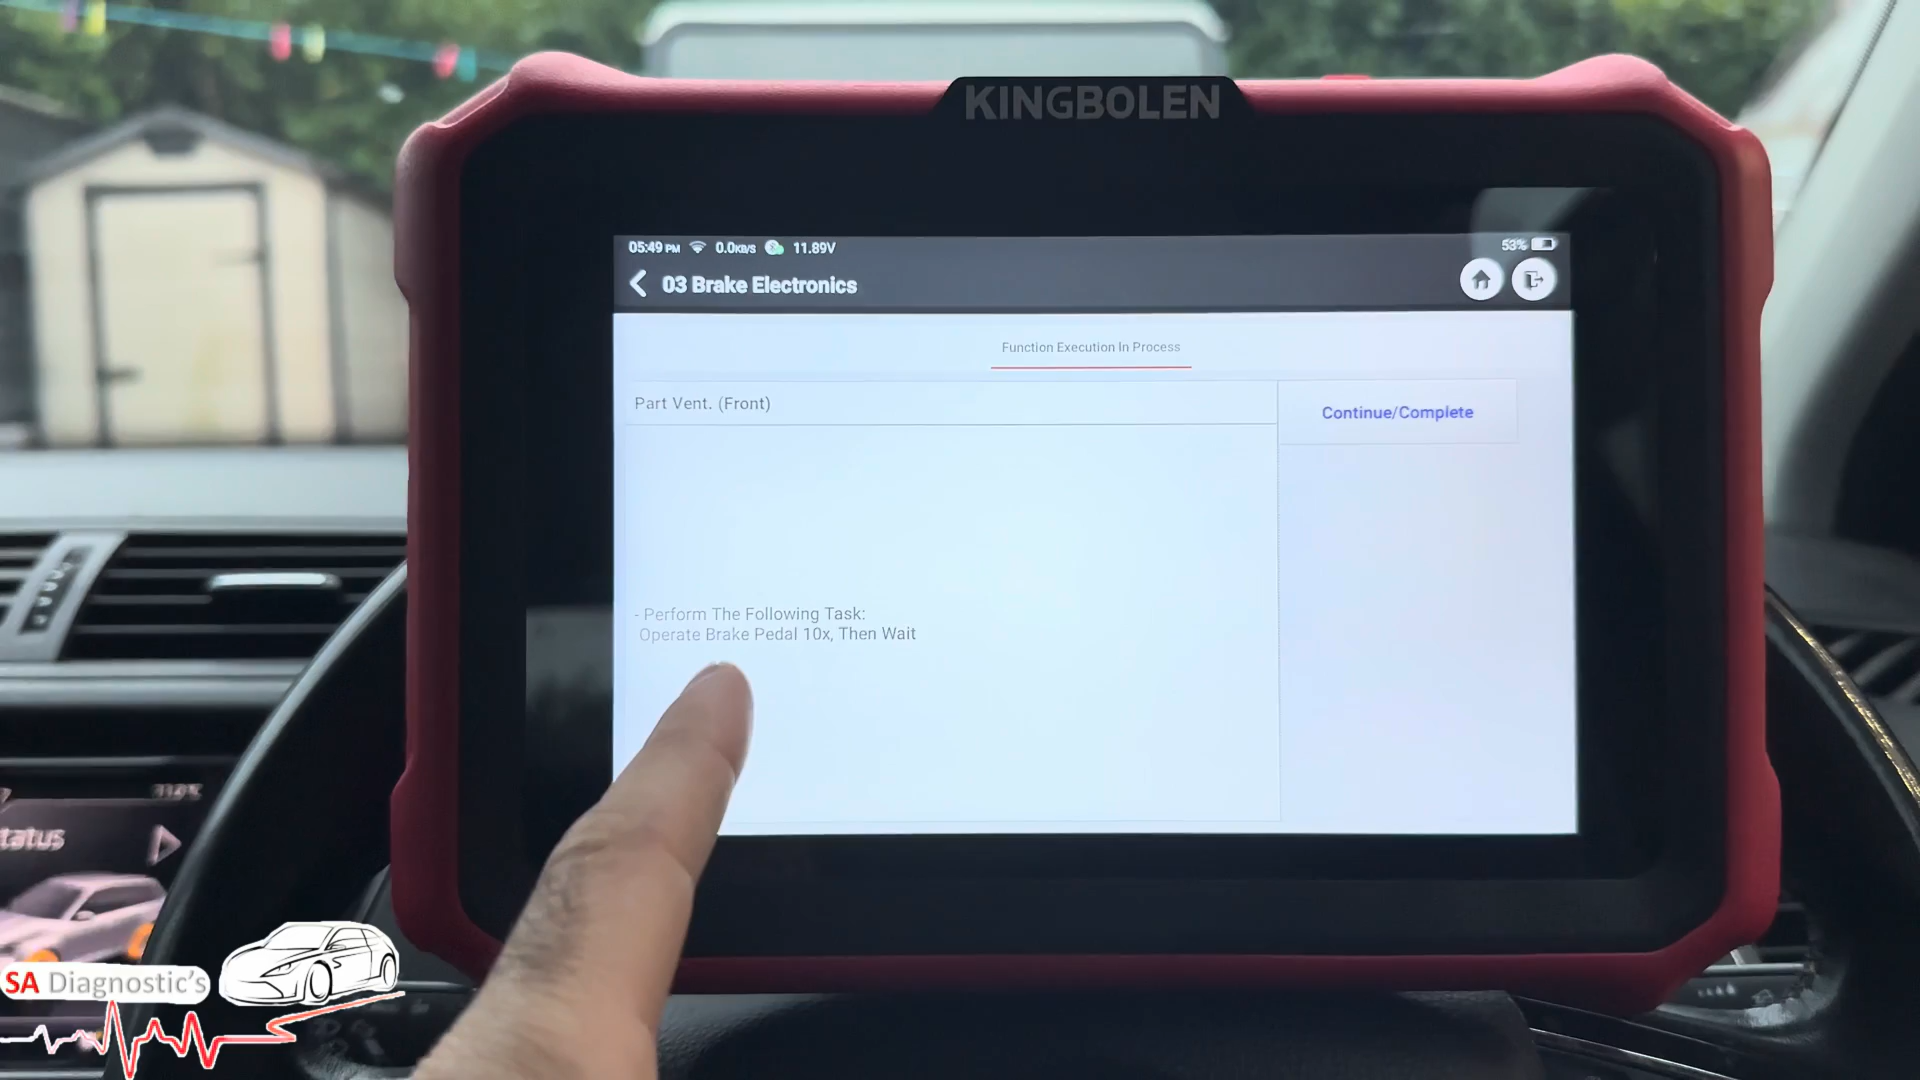 KINGBOLEN
05:49 PM 0.0KB/S 11.89V 53%
03 Brake Electronics
Function Execution In Process
Part Vent. (Front)
Continue/Complete
- Perform The Following Task:
Operate Brake Pedal 10x, Then Wait
tatus
SA Diagnostic's